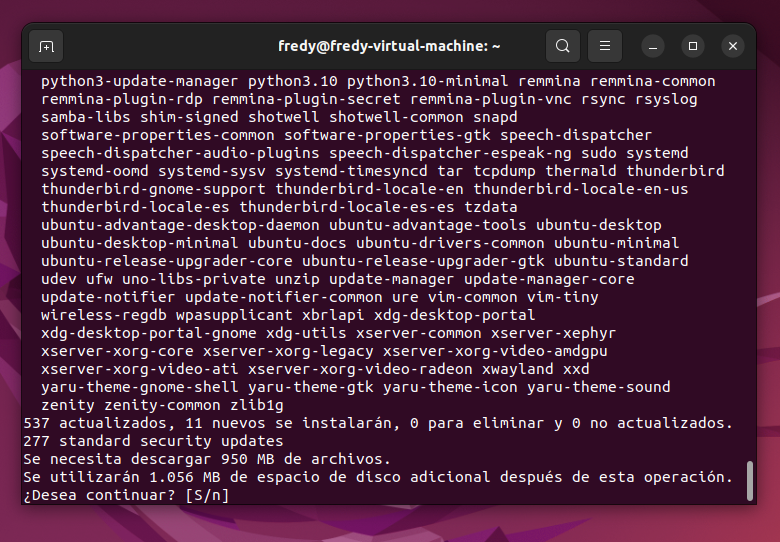 fredy@fredy-virtual-machine: ~
python3-update-manager python3.10 python3.10-minimal remmina remmina-common
remmina-plugin-rdp remmina-plugin-secret remmina-plugin-vnc rsync rsyslog
samba-libs shim-signed shotwell shotwell-common snapd
software-properties-common software-properties-gtk speech-dispatcher
speech-dispatcher-audio-plugins speech-dispatcher-espeak-ng sudo systemd
systemd-oomd systemd-sysv systemd-timesyncd tar tcpdump thermald thunderbird
thunderbird-gnome-support thunderbird-locale-en thunderbird-locale-en-us
thunderbird-locale-es thunderbird-locale-es-es tzdata
ubuntu-advantage-desktop-daemon ubuntu-advantage-tools ubuntu-desktop
ubuntu-desktop-minimal ubuntu-docs ubuntu-drivers-common ubuntu-minimal
ubuntu-release-upgrader-core ubuntu-release-upgrader-gtk ubuntu-standard
udev ufw uno-libs-private unzip update-manager update-manager-core
update-notifier update-notifier-common ure vim-common vim-tiny
wireless-regdb wpasupplicant xbrlapi xdg-desktop-portal
xdg-desktop-portal-gnome xdg-utils xserver-common xserver-xephyr
xserver-xorg-core xserver-xorg-legacy xserver-xorg-video-amdgpu
xserver-xorg-video-ati xserver-xorg-video-radeon xwayland xxd
yaru-theme-gnome-shell yaru-theme-gtk yaru-theme-icon yaru-theme-sound
zenity zenity-common zlib1g
537 actualizados, 11 nuevos se instalarán, 0 para eliminar y 0 no actualizados.
277 standard security updates
Se necesita descargar 950 MB de archivos.
Se utilizarán 1.056 MB de espacio de disco adicional después de esta operación.
¿Desea continuar? [S/n]